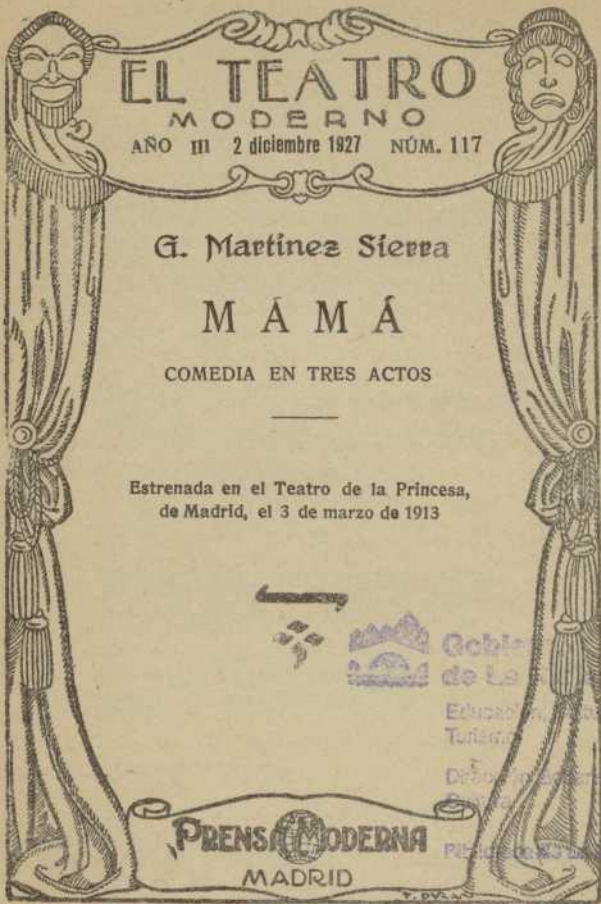 EL TEATRO
MODERNO
AÑO III 2 diciembre 1927 NÚM. 117
G. Martinez Sierra
MAMÁ
COMEDIA EN TRES ACTOS
Estrenada en el Teatro de la Princesa,
de Madrid, el 3 de marzo de 1913
PRENSA MODERNA
MADRID